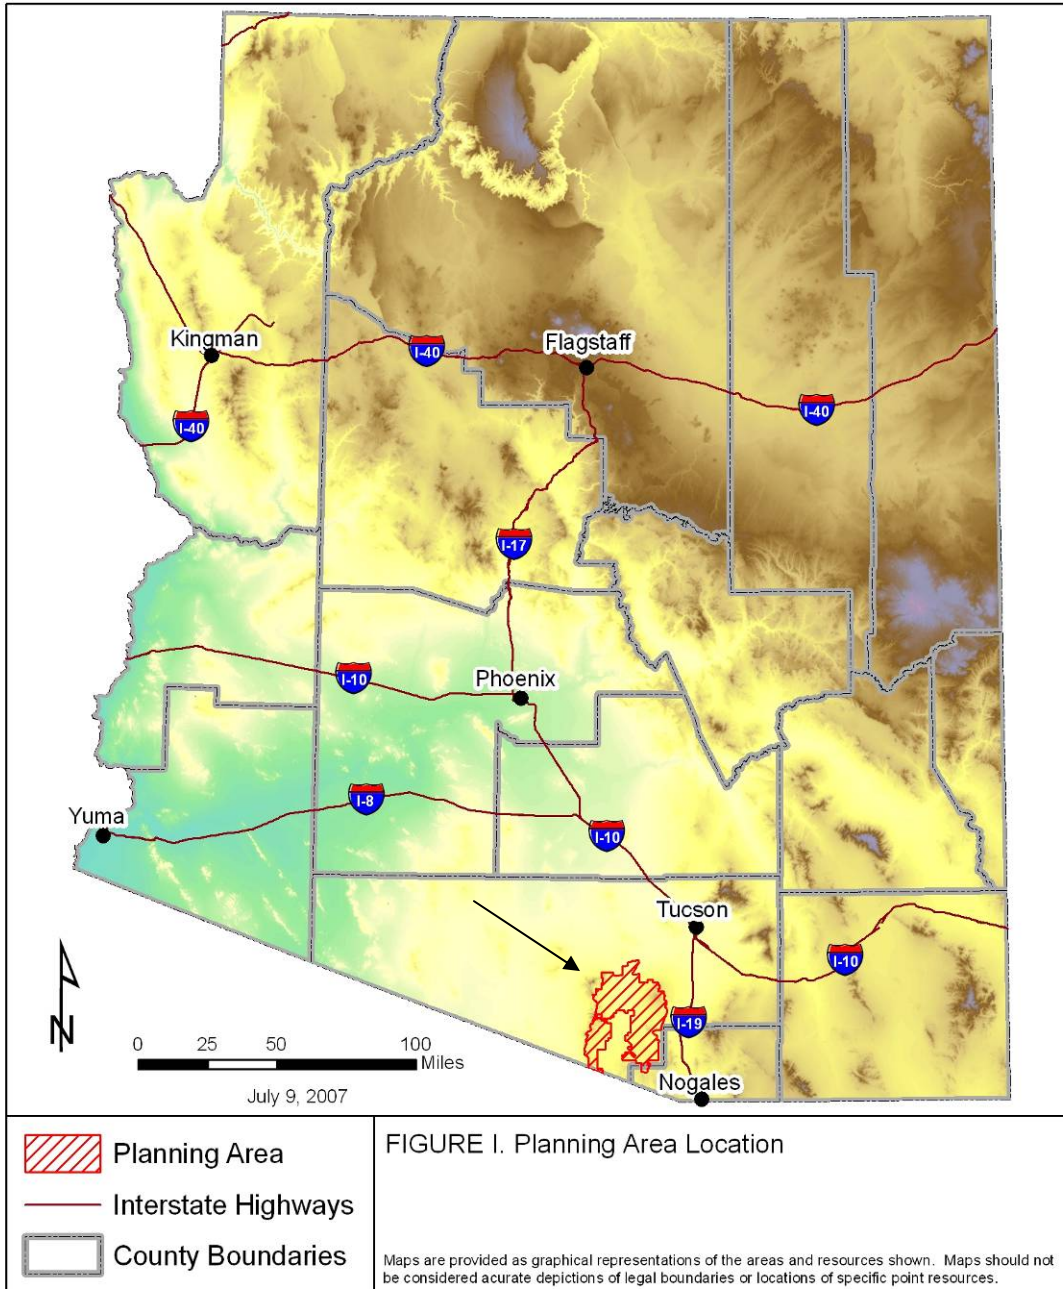 Kingman
Flagstaff
I-40
I-40
I-40
I-17
Phoenix
I-10
Yuma
I-8
I-10
Tucson
I-10
I-19
Nogales
N
0 25 50 100
Miles
July 9, 2007
Planning Area
Interstate Highways
County Boundaries
FIGURE I. Planning Area Location
Maps are provided as graphical representations of the areas and resources shown. Maps should not
be considered acurate depictions of legal boundaries or locations of specific point resources.